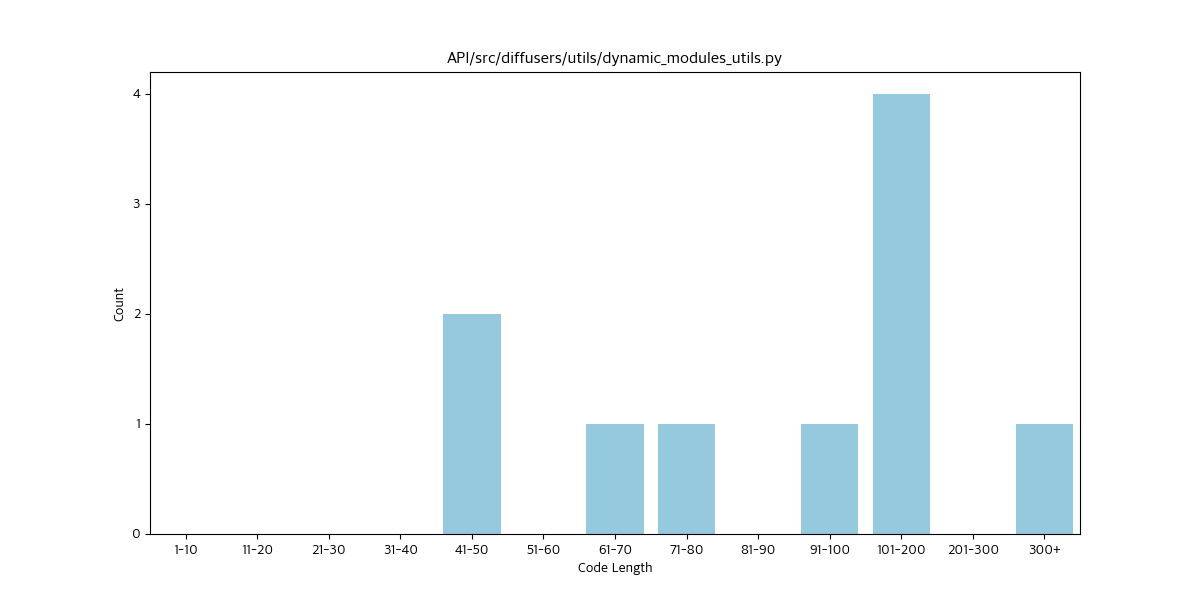 API/src/diffusers/utils/dynamic_modules_utils.py
4
3
2
1
0
Count
1-10 11-20 21-30 31-40 41-50 51-60 61-70 71-80 81-90 91-100 101-200 201-300 300+
Code Length